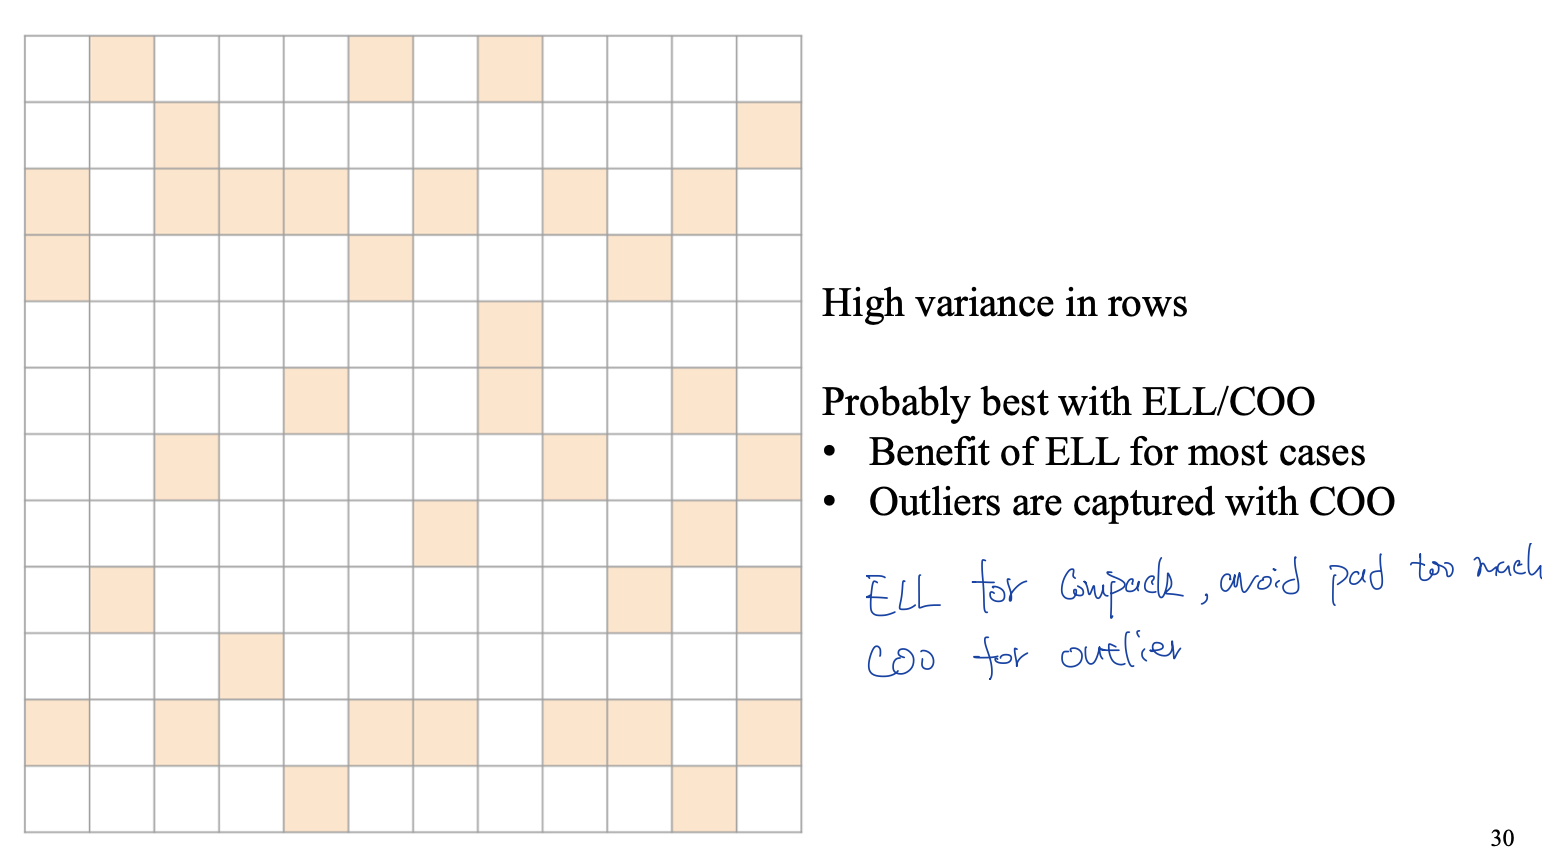 High variance in rows
Probably best with ELL/COO
• Benefit of ELL for most cases
• Outliers are captured with COO
ELL for compack, avoid pad too much
COO for outlier
30